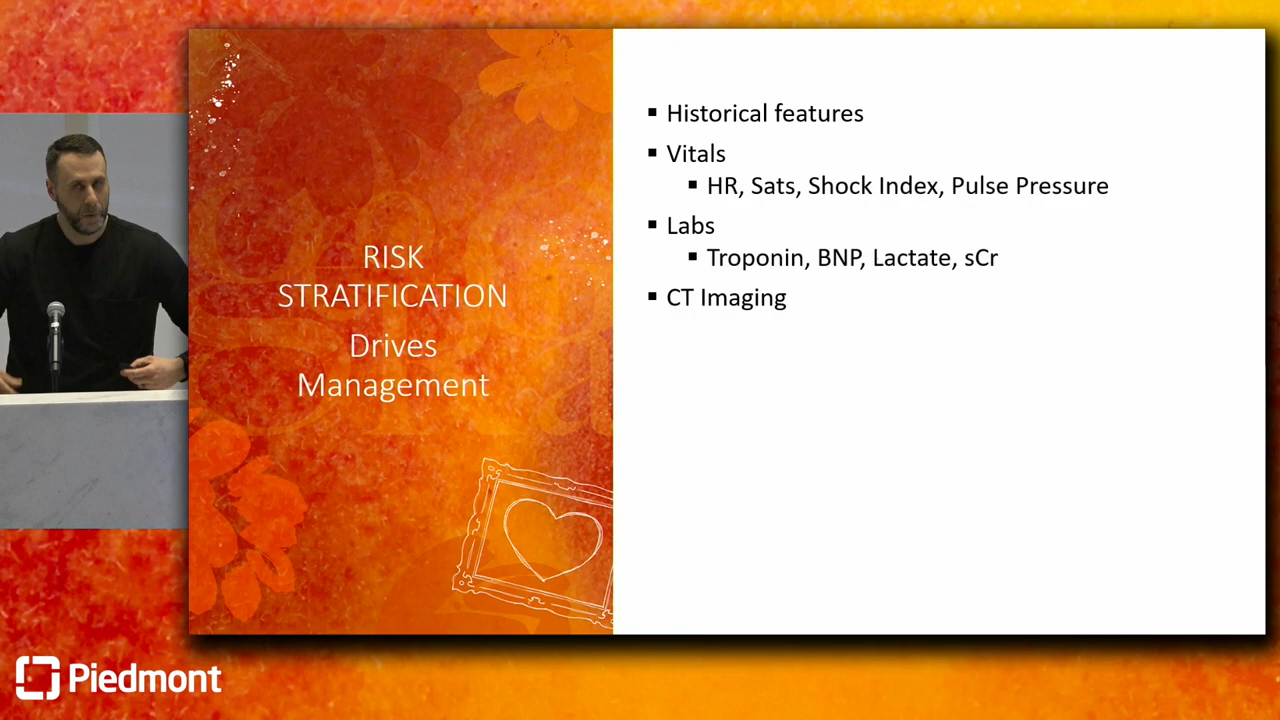 RISK
STRATIFICATION
Drives
Management
Historical features
Vitals
HR, Sats, Shock Index, Pulse Pressure
Labs
Troponin, BNP, Lactate, sCr
CT Imaging
Piedmont